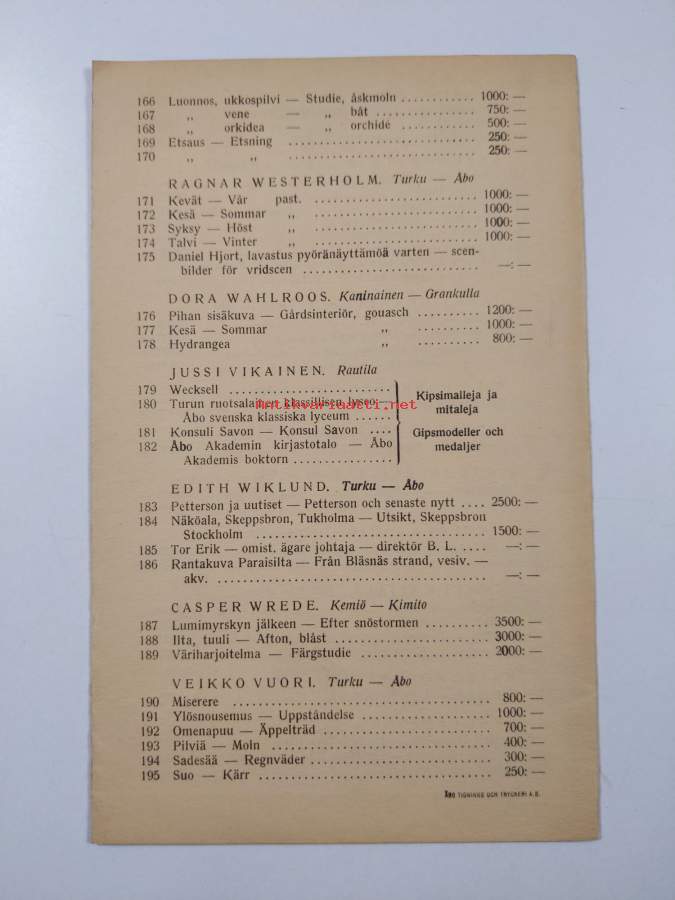 166 Luonnos, ukkospilvi — Studie, åskmoln ............ 1000: —
167 „ vene — „ båt ................ 750: —
168 „ orkidea — „ orchidé ............ 500: —
169 Etsaus — Etsning .............................. 250: —
170 „ „ .............................. 250: —
RAGNAR WESTERHOLM. Turku — Åbo
171 Kevät — Vår past. .......................... 1000: —
172 Kesä — Sommar „ .......................... 1000: —
173 Syksy — Höst „ .......................... 1000: —
174 Talvi — Vinter „ .......................... 1000: —
175 Daniel Hjort, lavastus pyöränäyttämöä varten — scen-
bilder för vridscen ............................ —: —
DORA WAHLROOS. Kaninainen — Grankulla
176 Pihan sisäkuva — Gårdsinteriör, gouasch .......... 1200: —
177 Kesä — Sommar „ .......... 1000: —
178 Hydrangea „ .......... 800: —
JUSSI VIKAINEN. Rautila
179 Wecksell ..........................
180 Turun ruotsalainen klassillisen lyseo —
Åbo svenska klassiska lyceum ......
181 Konsuli Savon — Konsul Savon ....
182 Åbo Akademin kirjastotalo — Åbo
Akademis boktorn ................
Kipsimalleja ja
mitaleja
Gipsmodeller och
medaljer
antikvariaatti.net
EDITH WIKLUND. Turku — Åbo
183 Petterson ja uutiset — Petterson och senaste nytt .... 2500: —
184 Näköala, Skeppsbron, Tukholma — Utsikt, Skeppsbron
Stockholm .................................... 1500: —
185 Tor Erik — omist. ägare johtaja — direktör B. L. .... —: —
186 Rantakuva Paraisilta — Från Bläsnäs strand, vesiv. —
akv. ............................................ —: —
CASPER WREDE. Kemiö — Kimito
187 Lumimyrskyn jälkeen — Efter snöstormen .......... 3500: —
188 Ilta, tuuli — Afton, blåst ........................ 3000: —
189 Väriharjoitelma — Färgstudie .................... 2000: —
VEIKKO VUORI. Turku — Åbo
190 Miserere ........................................ 800: —
191 Ylösnousemus — Uppståndelse .................... 1000: —
192 Omenapuu — Äppelträd .......................... 700: —
193 Pilviä — Moln .................................. 400: —
194 Sadesää — Regnväder ............................ 300: —
195 Suo — Kärr .................................... 250: —
ÅBO TIDNINGS OCH TRYCKERI A.B.